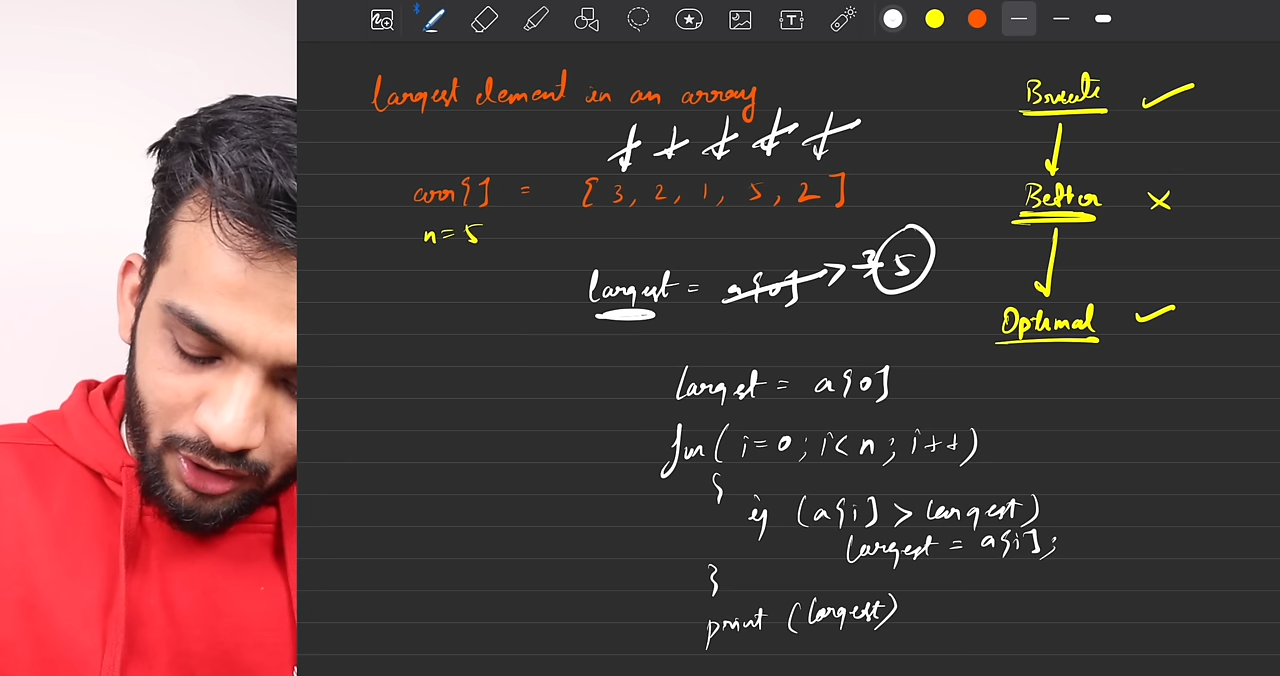 largest element in an array
Brute
arr[] = [3, 2, 1, 5, 2]
Better
n = 5
largest = a[0] > 3 5
Optimal
largest = a[0]
for( i=0; i<n; i++)
{
if (a[i] > largest)
largest = a[i];
}
print (largest)
T